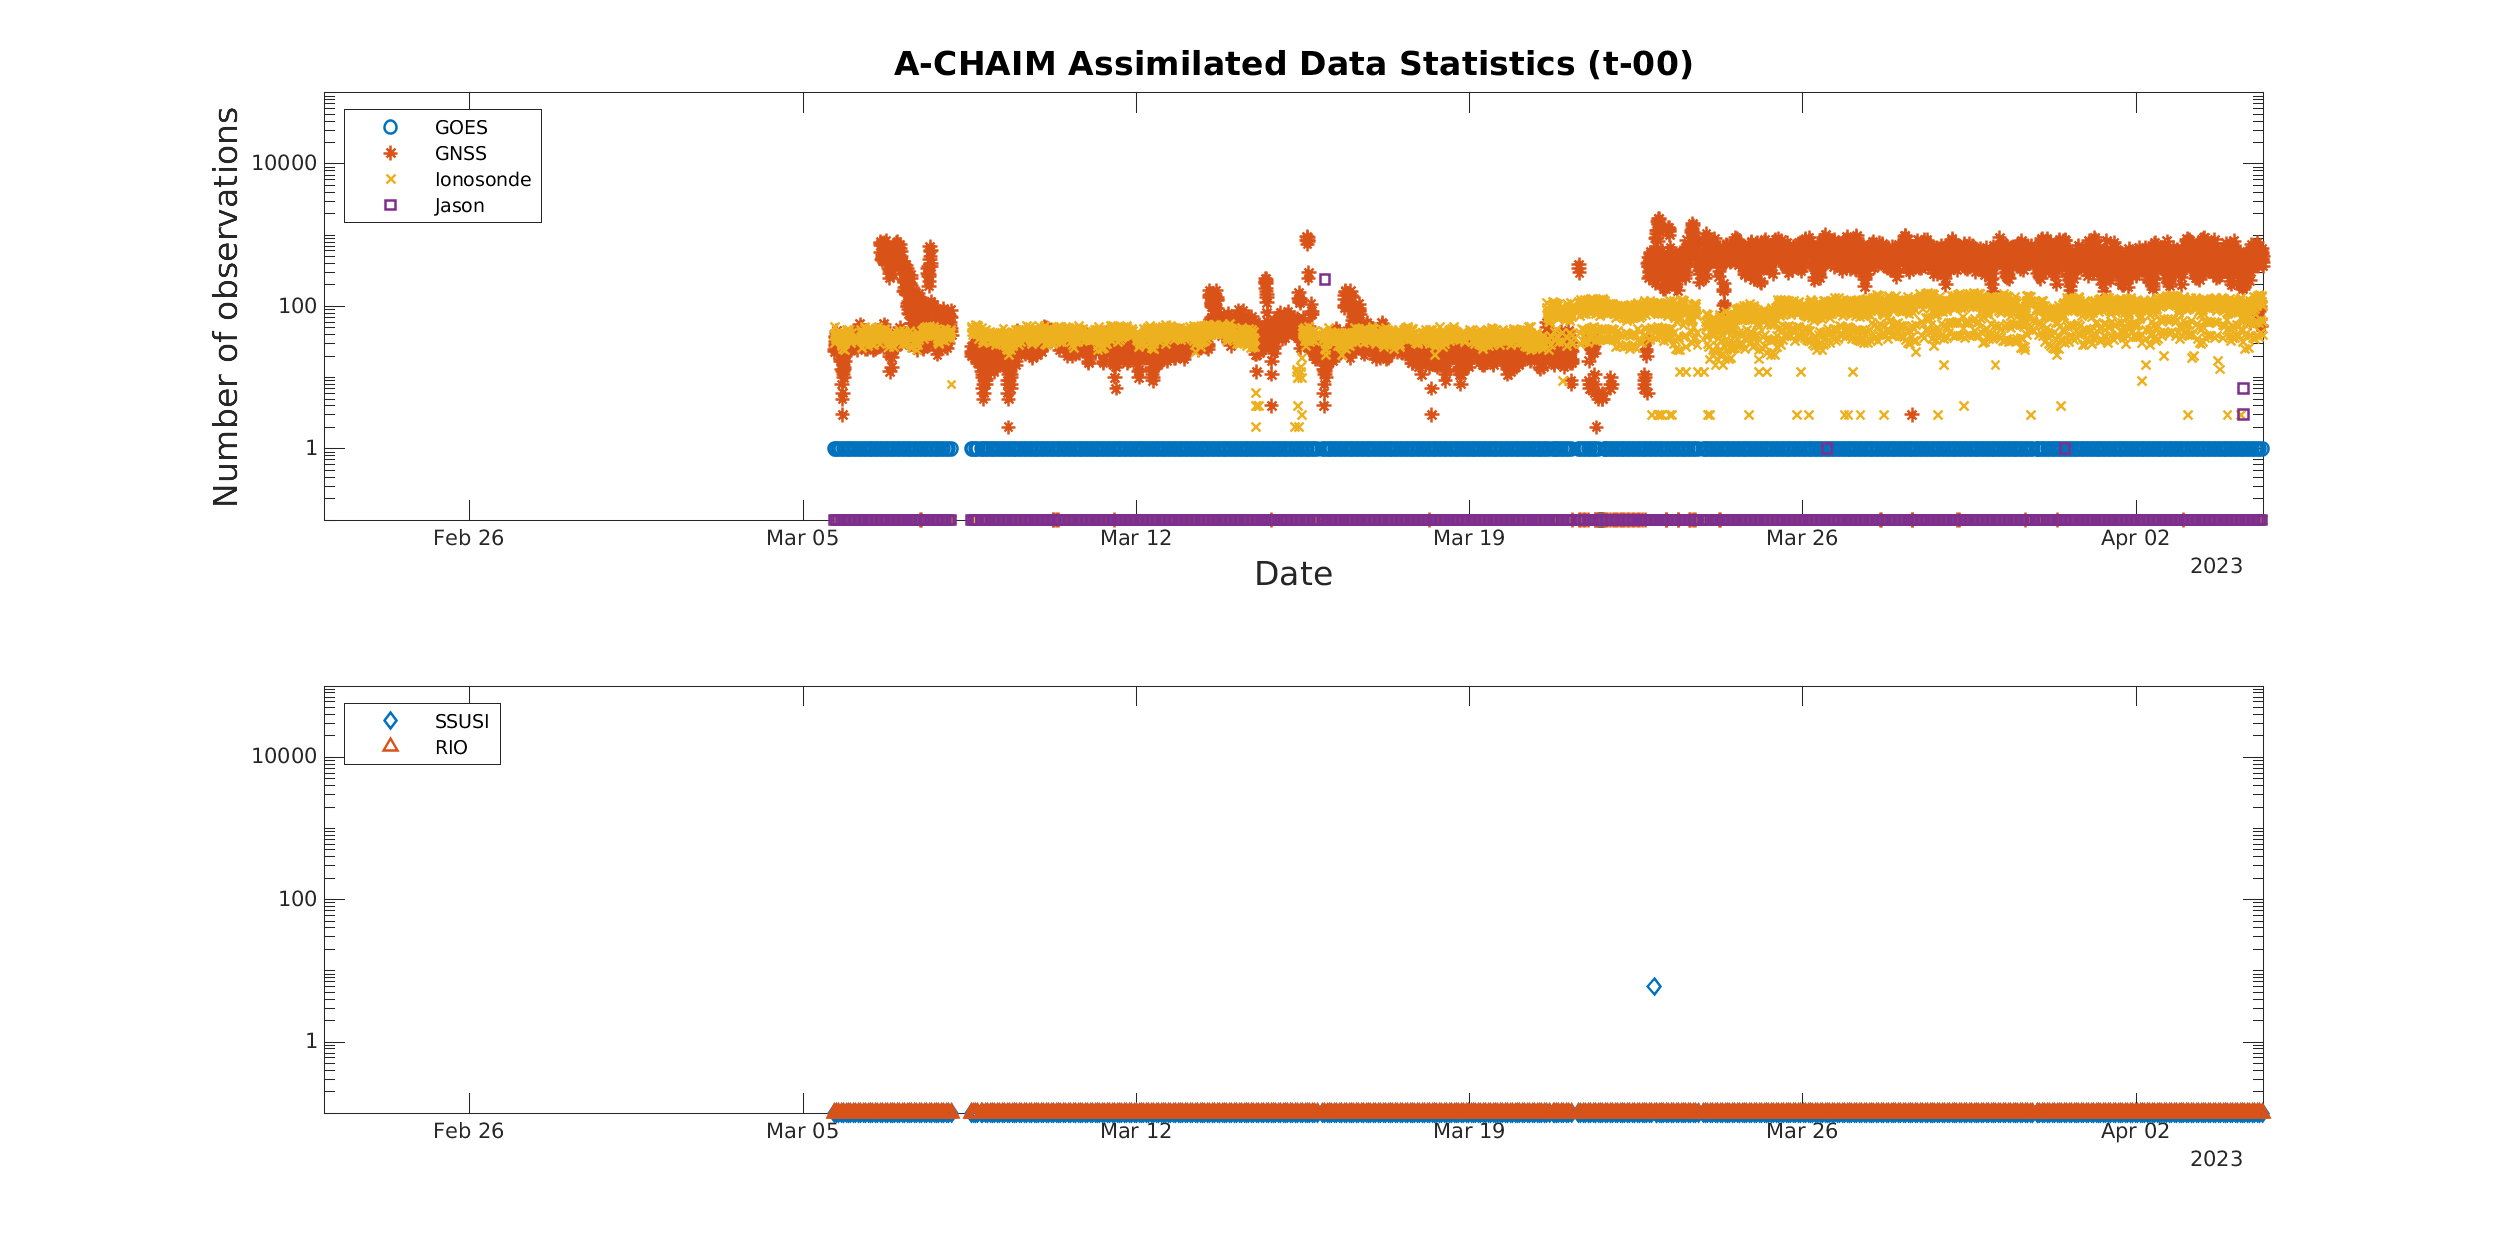 A-CHAIM Assimilated Data Statistics (t-00)
Number of observations
10000
100
1
GOES
GNSS
Ionosonde
Jason
Feb 26
Mar 05
Mar 12
Mar 19
Mar 26
Apr 02
2023
Date
10000
100
1
SSUSI
RIO
Feb 26
Mar 05
Mar 12
Mar 19
Mar 26
Apr 02
2023